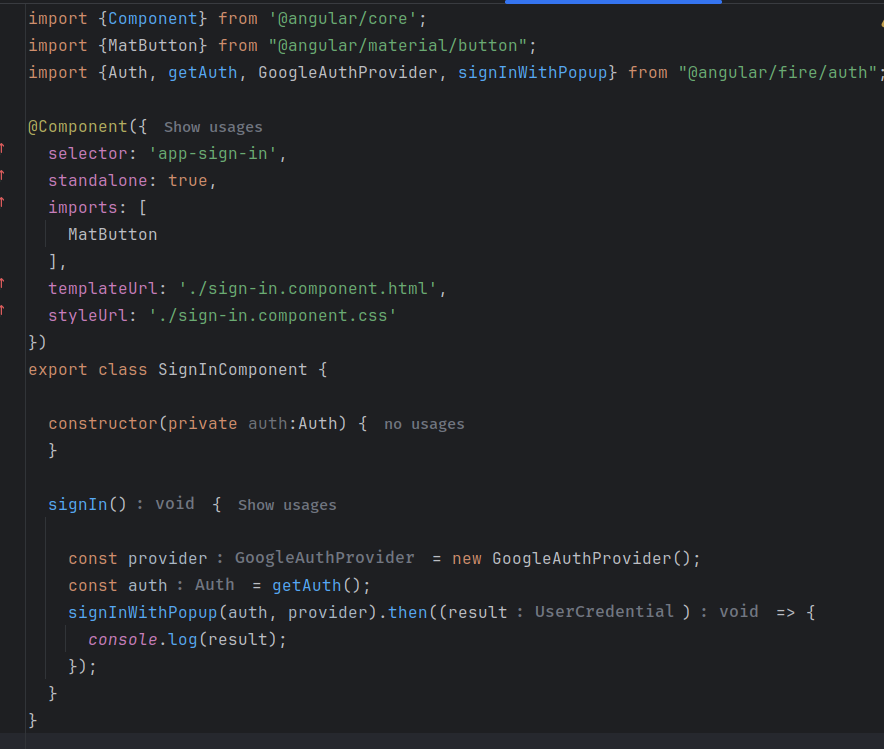 import {Component} from '@angular/core';
import {MatButton} from "@angular/material/button";
import {Auth, getAuth, GoogleAuthProvider, signInWithPopup} from "@angular/fire/auth";
@Component({ Show usages
selector: 'app-sign-in',
standalone: true,
imports: [
MatButton
],
templateUrl: './sign-in.component.html',
styleUrl: './sign-in.component.css'
})
export class SignInComponent {
constructor(private auth:Auth) { no usages
}
signIn() : void { Show usages
const provider : GoogleAuthProvider = new GoogleAuthProvider();
const auth : Auth = getAuth();
signInWithPopup(auth, provider).then((result : UserCredential ) : void => {
console.log(result);
});
}
}